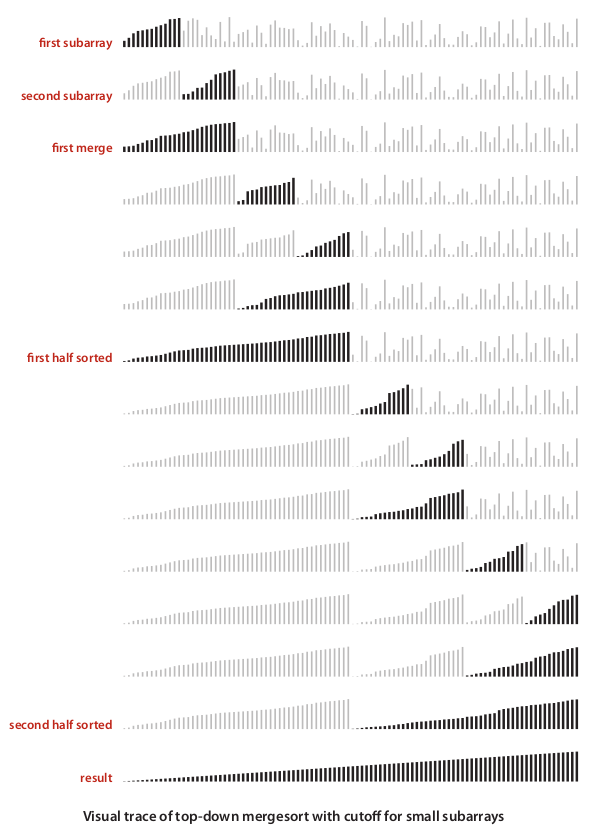 first subarray
second subarray
first merge
first half sorted
second half sorted
result
Visual trace of top-down mergesort with cutoff for small subarrays